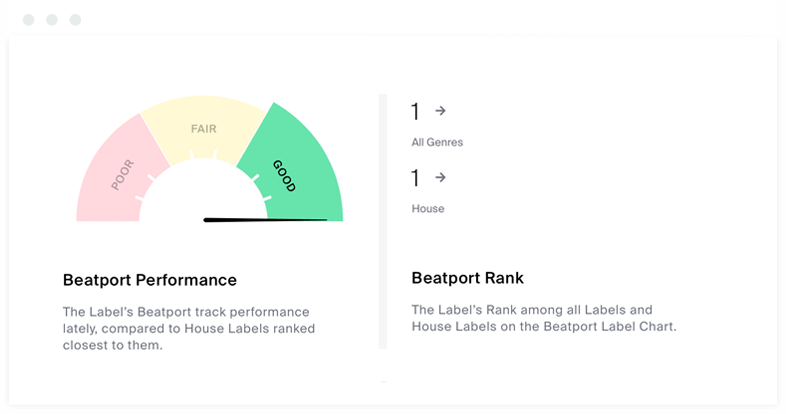 POOR
FAIR
GOOD
Beatport Performance
The Label's Beatport track performance
lately, compared to House Labels ranked
closest to them.
1 →
All Genres
1 →
House
Beatport Rank
The Label's Rank among all Labels and
House Labels on the Beatport Label Chart.